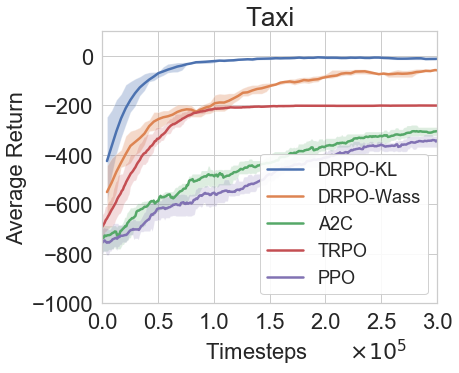 Taxi
Average Return
0
−200
−400
−600
−800
−1000
DRPO-KL
DRPO-Wass
A2C
TRPO
PPO
0.0 0.5 1.0 1.5 2.0 2.5 3.0
Timesteps ×10⁵